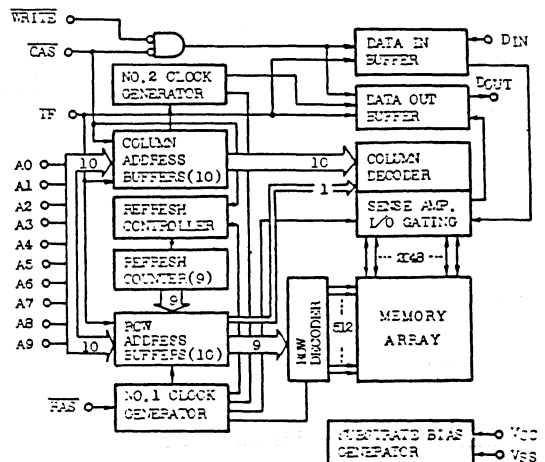 WRITE
CAS
TF
A0
A1
A2
A3
A4
A5
A6
A7
A8
A9
RAS
NO.2 CLOCK
GENERATOR
10
COLUMN
ADDRESS
BUFFERS(10)
REFRESH
CONTROLLER
REFRESH
COUNTER(9)
9
10
ROW
ADDRESS
BUFFERS(10)
NO.1 CLOCK
GENERATOR
DATA IN
BUFFER
DIN
DATA OUT
BUFFER
DOUT
10
COLUMN
DECODER
1
SENSE AMP.
I/O GATING
2048
9
ROW DECODER
512
MEMORY
ARRAY
SUBSTRATE BIAS
GENERATOR
VCC
VSS